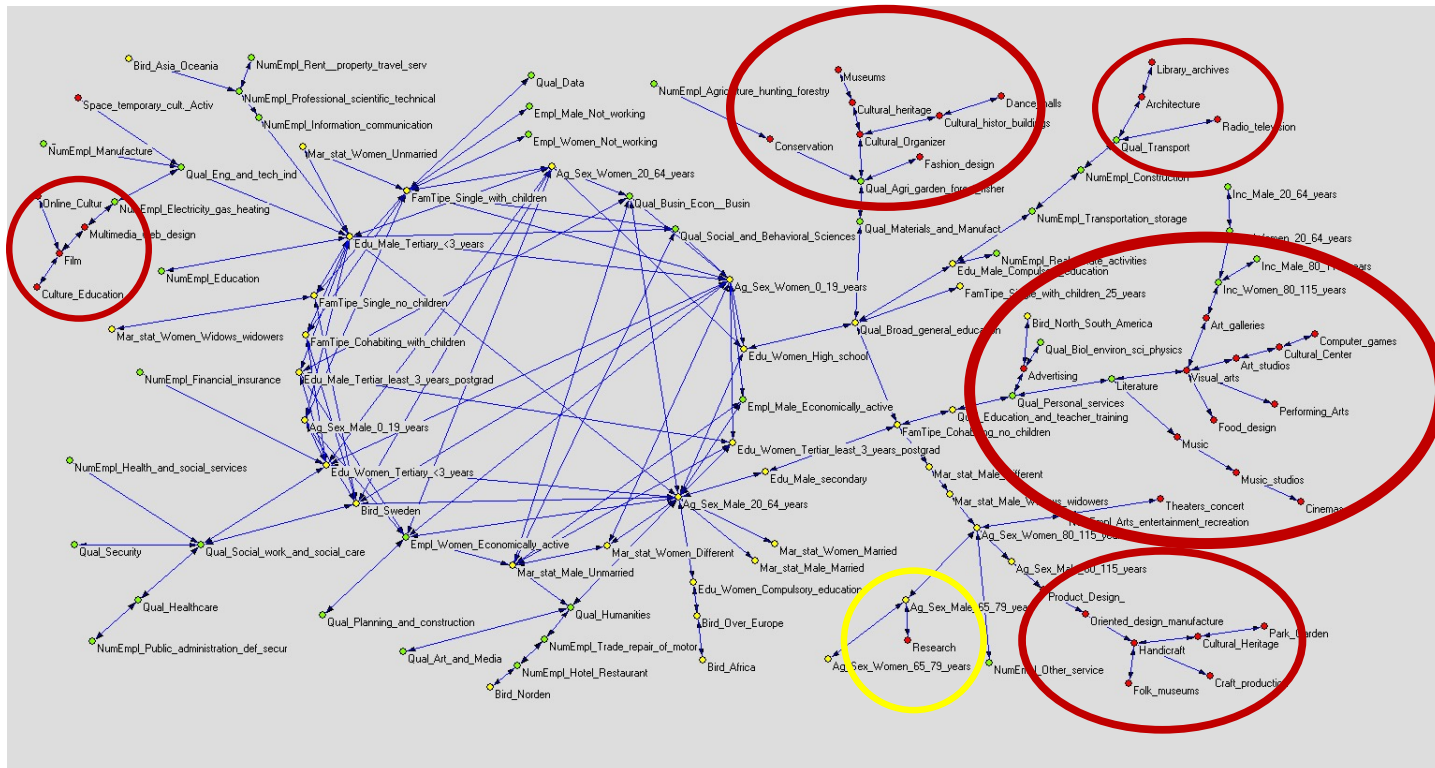 Bird_Asia_Oceania
NumEmpl_Rent__property_travel_serv
Space_temporary_cult._Activ
NumEmpl_Professional_scientific_technical
NumEmpl_Information_communication
NumEmpl_Manufacture
Mar_stat_Women_Unmarried
Qual_Eng_and_tech_ind
Qual_Data
Empl_Male_Not_working
Empl_Women_Not_working
Ag_Sex_Women_20_64_years
FamTipe_Single_with_children
Qual_Busin_Econ__Busin
Qual_Social_and_Behavioral_Sciences
Online_Cultur
NumEmpl_Electricity_gas_heating
Multimedia_web_design
Film
Culture_Education
Edu_Male_Tertiary_<3_years
NumEmpl_Education
Ag_Sex_Women_0_19_years
FamTipe_Single_no_children
Mar_stat_Women_Widows_widowers
FamTipe_Cohabiting_with_children
Edu_Women_High_school
NumEmpl_Financial_insurance
Edu_Male_Tertiar_least_3_years_postgrad
Empl_Male_Economically_active
Ag_Sex_Male_0_19_years
Edu_Women_Tertiar_least_3_years_postgrad
Edu_Women_Tertiary_<3_years
NumEmpl_Health_and_social_services
Edu_Male_secondary
Bird_Sweden
Ag_Sex_Male_20_64_years
Qual_Security
Qual_Social_work_and_social_care
Empl_Women_Economically_active
Mar_stat_Women_Different
Mar_stat_Women_Married
Mar_stat_Male_Married
Mar_stat_Male_Unmarried
Edu_Women_Compulsory_education
Qual_Healthcare
Qual_Planning_and_construction
Qual_Humanities
Bird_Over_Europe
NumEmpl_Public_administration_def_secur
NumEmpl_Trade_repair_of_motor
Qual_Art_and_Media
NumEmpl_Hotel_Restaurant
Bird_Africa
Bird_Norden
NumEmpl_Agriculture_hunting_forestry
Museums
Cultural_heritage
Dance_halls
Cultural_histor_buildings
Cultural_Organizer
Conservation
Fashion_design
Qual_Agri_garden_forest_fisher
Qual_Materials_and_Manufact
Library_archives
Architecture
Radio_television
Qual_Transport
NumEmpl_Construction
NumEmpl_Transportation_storage
Inc_Male_20_64_years
20_64_years
NumEmpl_Real_estate_activities
Edu_Male_Compulsory_education
FamTipe_Single_with_children_25_years
Qual_Broad_general_education
Inc_Women_80_115_years
Bird_North_South_America
Art_galleries
Qual_Biol_environ_sci_physics
Computer_games
Cultural_Center
Art_studios
Advertising
Visual_arts
Literature
Qual_Personal_services
Performing_Arts
Qual_Education_and_teacher_training
Food_design
FamTipe_Cohabiting_no_children
Music
Mar_stat_Male_Different
Music_studios
Mar_stat_Male_Widows_widowers
Theaters_concert
Cinemas
NumEmpl_Arts_entertainment_recreation
Ag_Sex_Women_80_115_years
Ag_Sex_Male_80_115_years
Product_Design_
Ag_Sex_Male_65_79_years
Oriented_design_manufacture
Research
Handicraft
Cultural_Heritage
Park_Garden
Ag_Sex_Women_65_79_years
NumEmpl_Other_service
Craft_production
Folk_museums